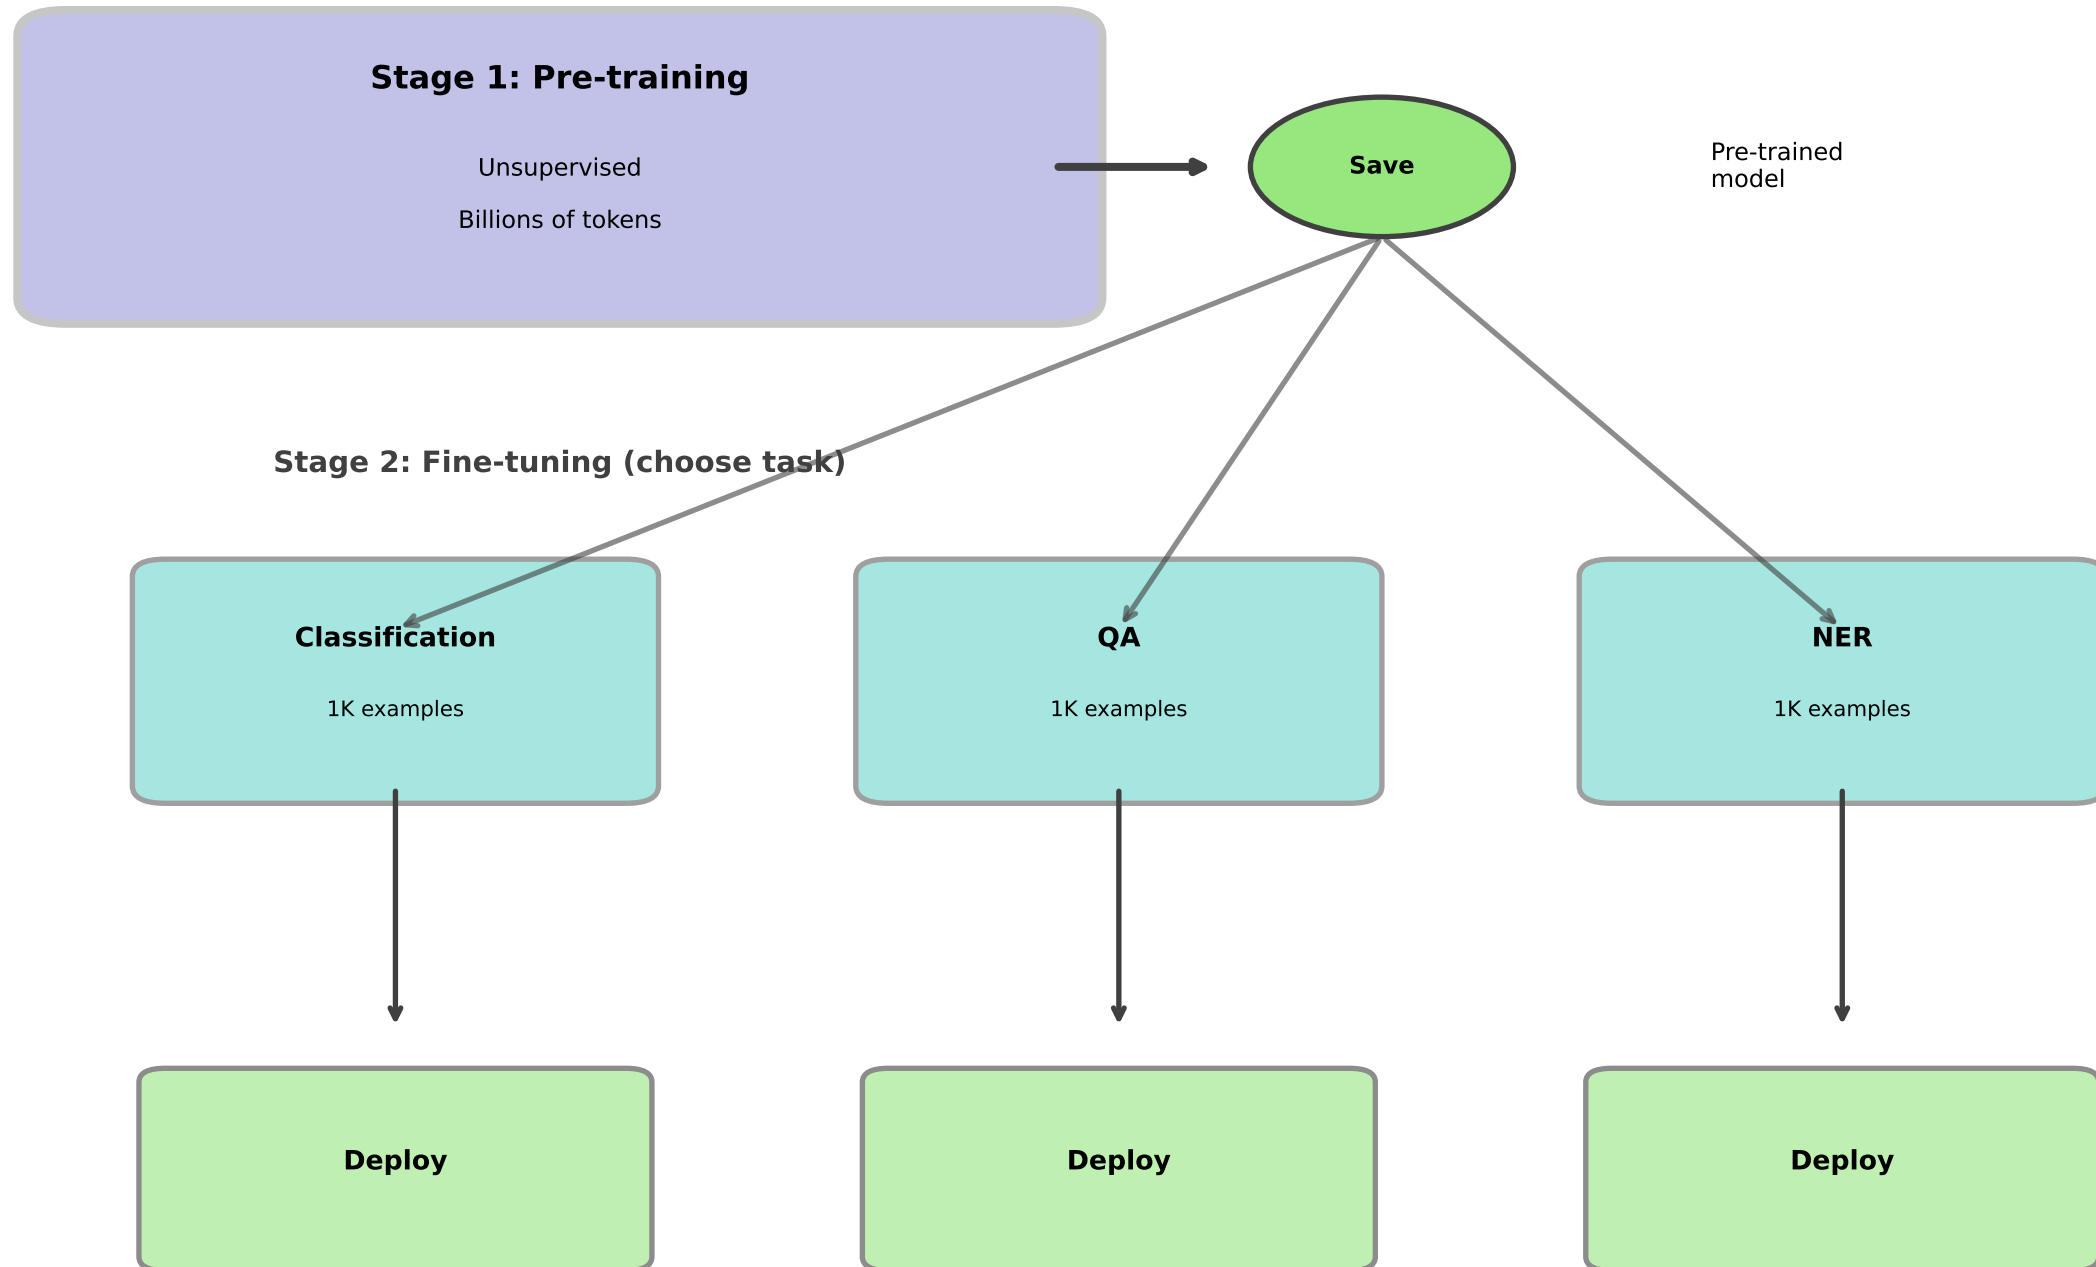 Stage 1: Pre-training
Unsupervised
Billions of tokens
Save
Pre-trained
model
Stage 2: Fine-tuning (choose task)
Classification
1K examples
QA
1K examples
NER
1K examples
Deploy
Deploy
Deploy